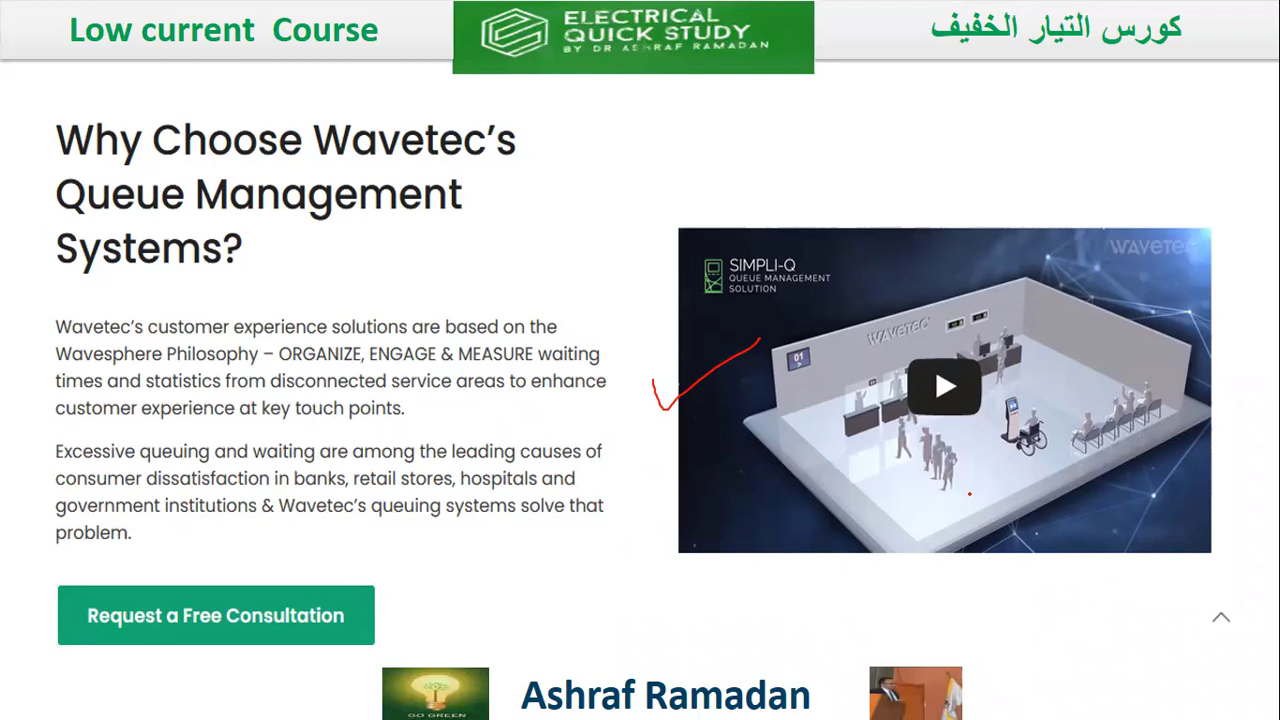 Low current Course
ELECTRICAL
QUICK STUDY
BY DR ASHRAF RAMADAN
كورس التيار الخفيف
Why Choose Wavetec’s
Queue Management
Systems?
Wavetec’s customer experience solutions are based on the
Wavesphere Philosophy – ORGANIZE, ENGAGE & MEASURE waiting
times and statistics from disconnected service areas to enhance
customer experience at key touch points.
Excessive queuing and waiting are among the leading causes of
consumer dissatisfaction in banks, retail stores, hospitals and
government institutions & Wavetec’s queuing systems solve that
problem.
Request a Free Consultation
WAVETEC
SIMPLI-Q
QUEUE MANAGEMENT
SOLUTION
WAVETEC
01
GO GREEN
Ashraf Ramadan